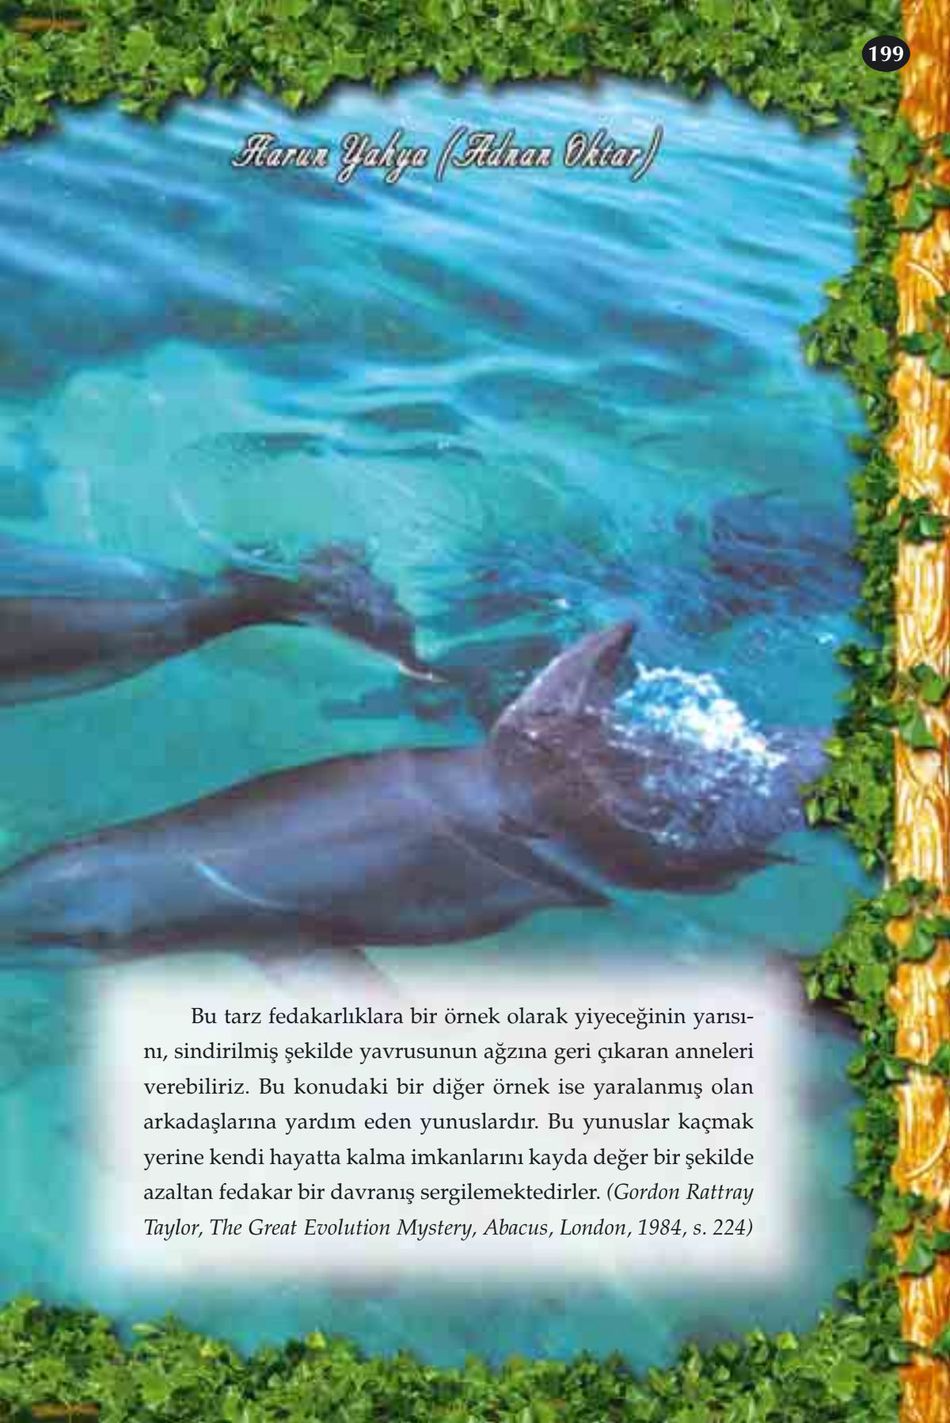 199
Harun Yahya (Adnan Oktar)
Bu tarz fedakarlıklara bir örnek olarak yiyeceğinin yarısı-
nı, sindirilmiş şekilde yavrusunun ağzına geri çıkaran anneleri
verebiliriz. Bu konudaki bir diğer örnek ise yaralanmış olan
arkadaşlarına yardım eden yunuslardır. Bu yunuslar kaçmak
yerine kendi hayatta kalma imkanlarını kayda değer bir şekilde
azaltan fedakar bir davranış sergilemektedirler. (Gordon Rattray
Taylor, The Great Evolution Mystery, Abacus, London, 1984, s. 224)